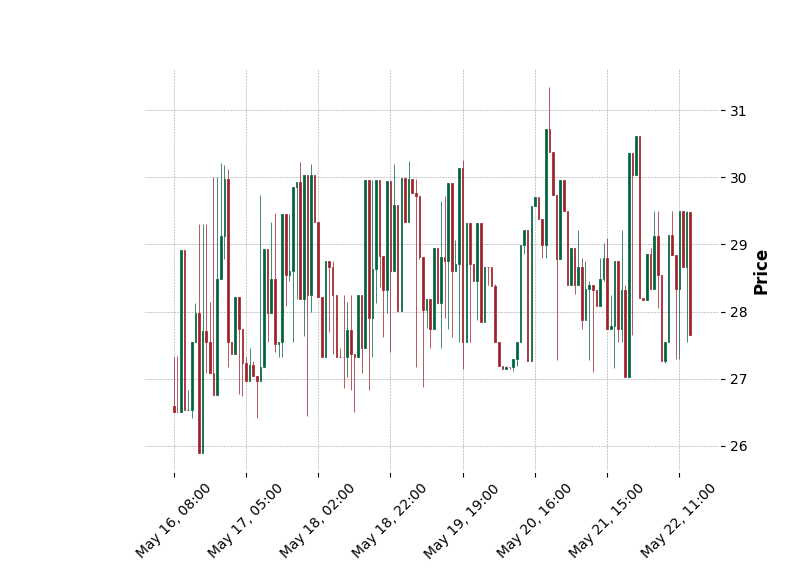 31
30
29
28
27
26
Price
May 16, 08:00
May 17, 05:00
May 18, 02:00
May 18, 22:00
May 19, 19:00
May 20, 16:00
May 21, 15:00
May 22, 11:00